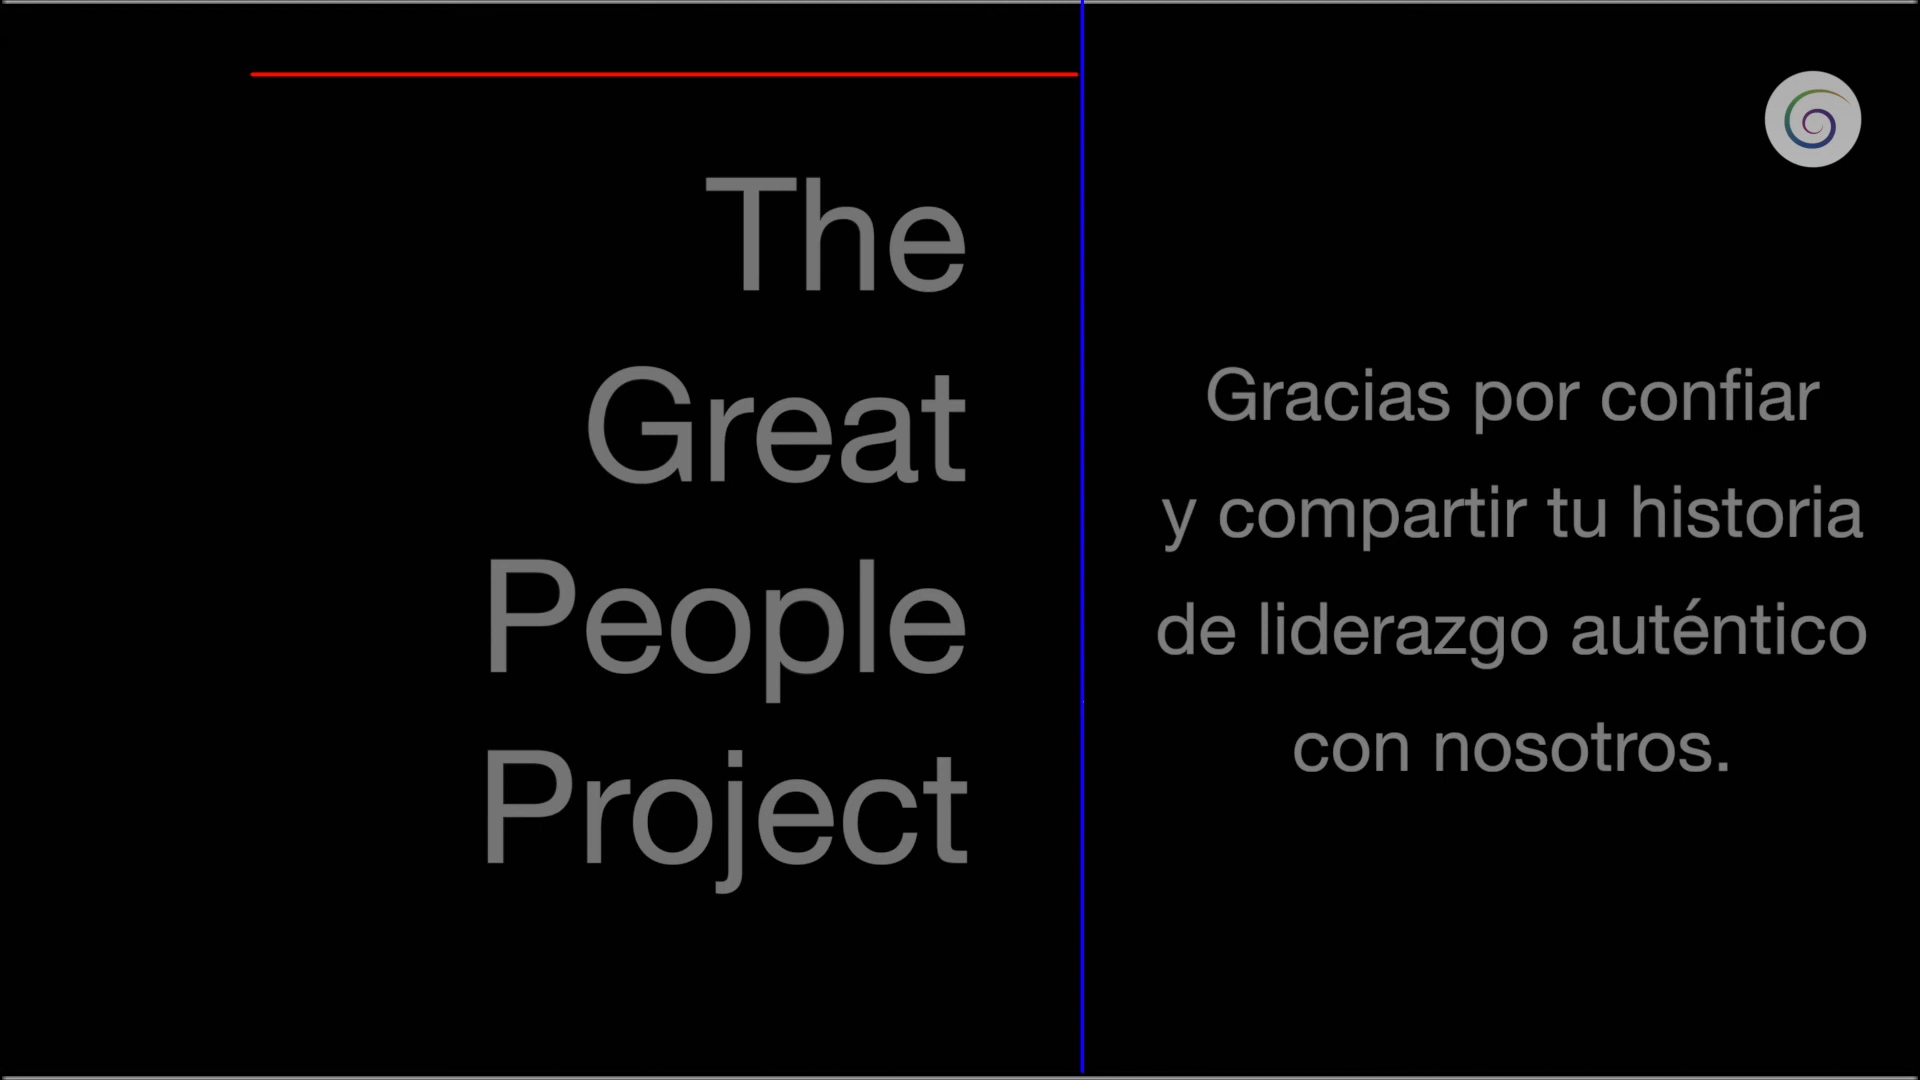 The
Great
People
Project
Gracias por confiar
y compartir tu historia
de liderazgo auténtico
con nosotros.